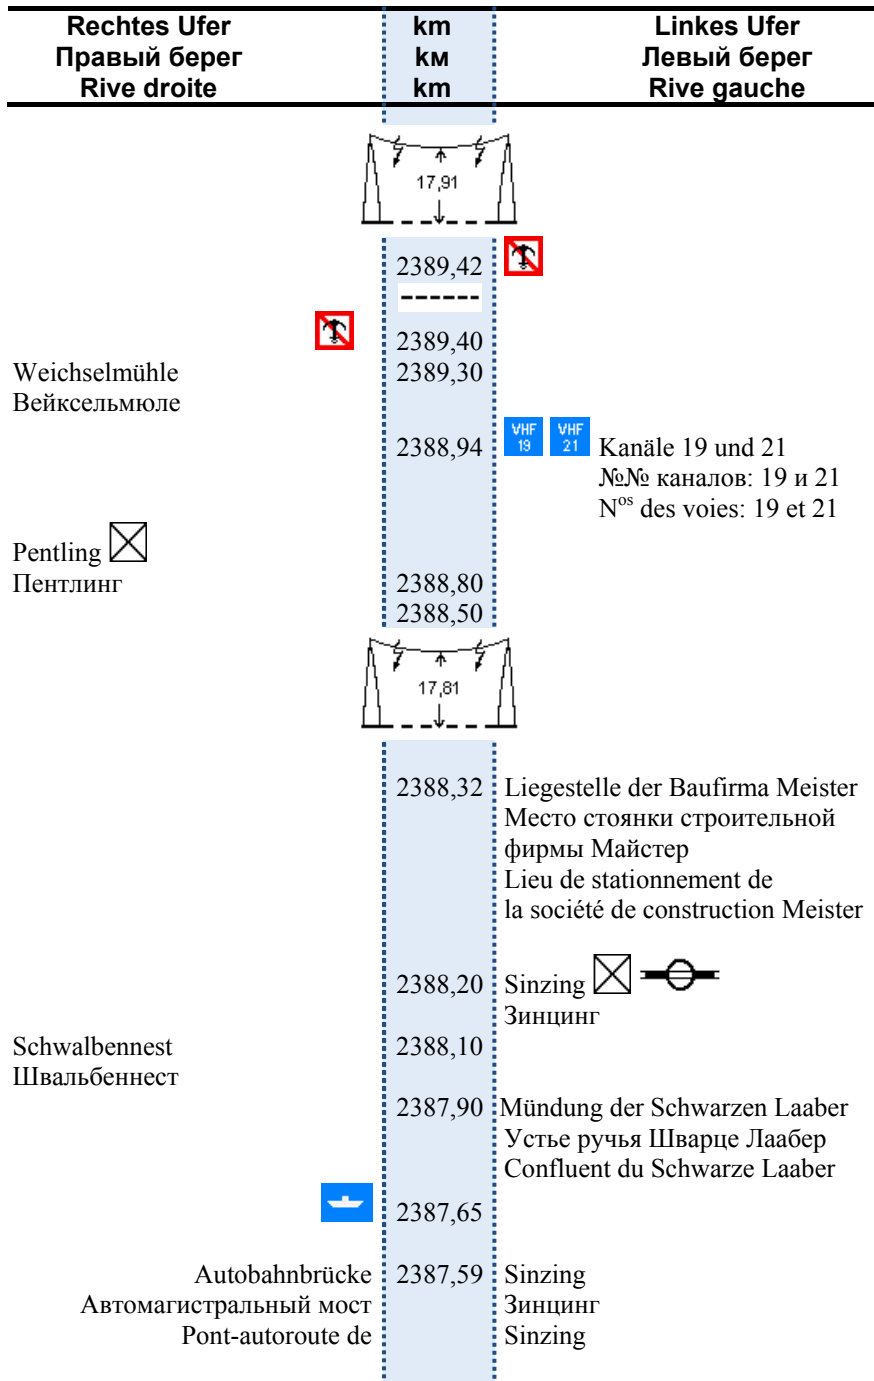 Rechtes Ufer km Linkes Ufer
Правый берег км Левый берег
Rive droite km Rive gauche
17,91
2389,42
2389,40
Weichselmühle 2389,30
Вейксельмюле
VHF 19 VHF 21
2388,94 Kanäle 19 und 21
№№ каналов: 19 и 21
Nos des voies: 19 et 21
Pentling
Пентлинг 2388,80
2388,50
17,81
2388,32 Liegestelle der Baufirma Meister
Место стоянки строительной
фирмы Майстер
Lieu de stationnement de
la société de construction Meister
2388,20 Sinzing
Зинцинг
Schwalbennest 2388,10
Швальбеннест
2387,90 Mündung der Schwarzen Laaber
Устье ручья Шварце Лаабер
Confluent du Schwarze Laaber
2387,65
Autobahnbrücke 2387,59 Sinzing
Автомагистральный мост Зинцинг
Pont-autoroute de Sinzing